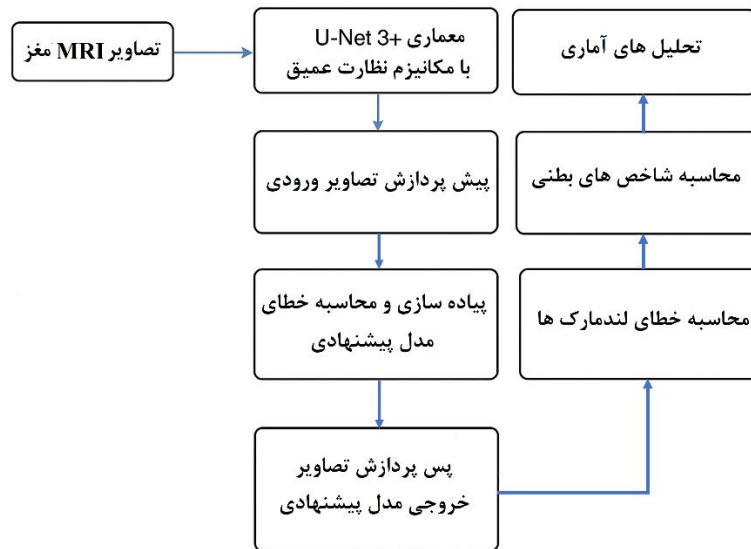 تصاویر MRI مغز
معماری U-Net 3+
با مکانیزم نظارت عمیق
پیش پردازش تصاویر ورودی
پیاده سازی و محاسبه خطای
مدل پیشنهادی
پس پردازش تصاویر
خروجی مدل پیشنهادی
محاسبه خطای لندمارک ها
محاسبه شاخص های بطنی
تحلیل های آماری